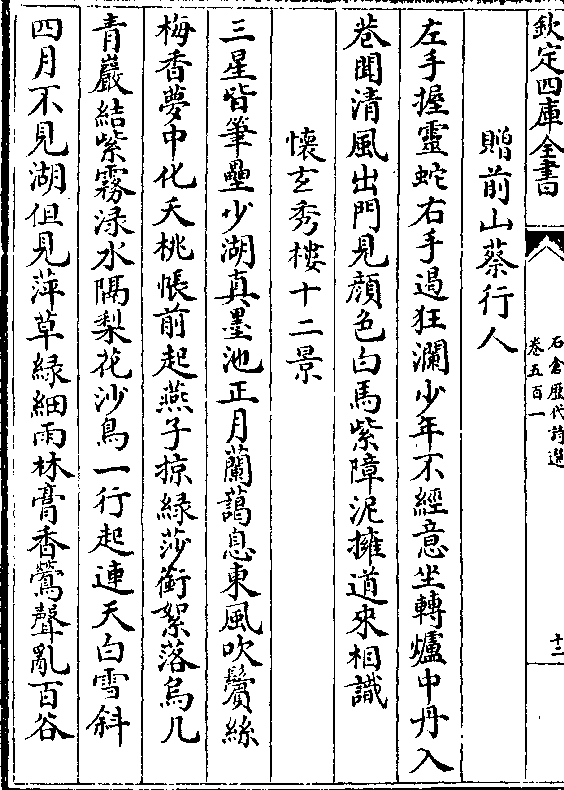 欽定四庫全書
石倉歷代詩選
卷五百一
十二
贈前山蔡行人
左手握靈蛇右手遏狂瀾少年不經意坐轉爐中丹入
巷聞清風出門見顔色白馬紫障泥擁道來相識
懐玄秀樓十二景
三星皆筆壘少湖真墨池正月蘭蔼息東風吹鬢絲
梅香夢中化夭桃帳前起燕子掠緑莎銜絮落烏几
青巖結紫霧渌水隔梨花沙鳥一行起連天白雪斜
四月不見湖但見萍草緑細雨林膏香鶯聲亂百谷